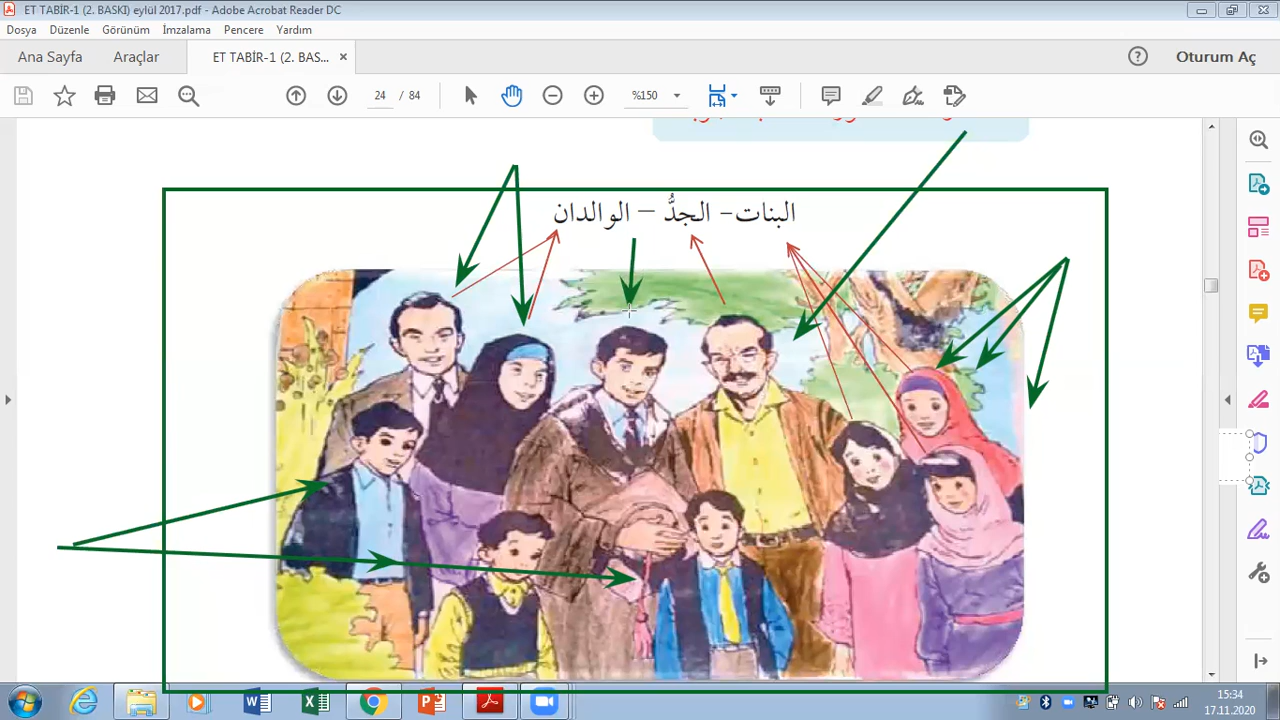 ET TABİR-1 (2. BASKI) eylül 2017.pdf - Adobe Acrobat Reader DC
Dosya Düzenle Görünüm İmzalama Pencere Yardım
Ana Sayfa Araçlar ET TABİR-1 (2. BAS... × Oturum Aç
24 / 84 %150
البنات- الجدُّ – الوالدان
15:34
17.11.2020